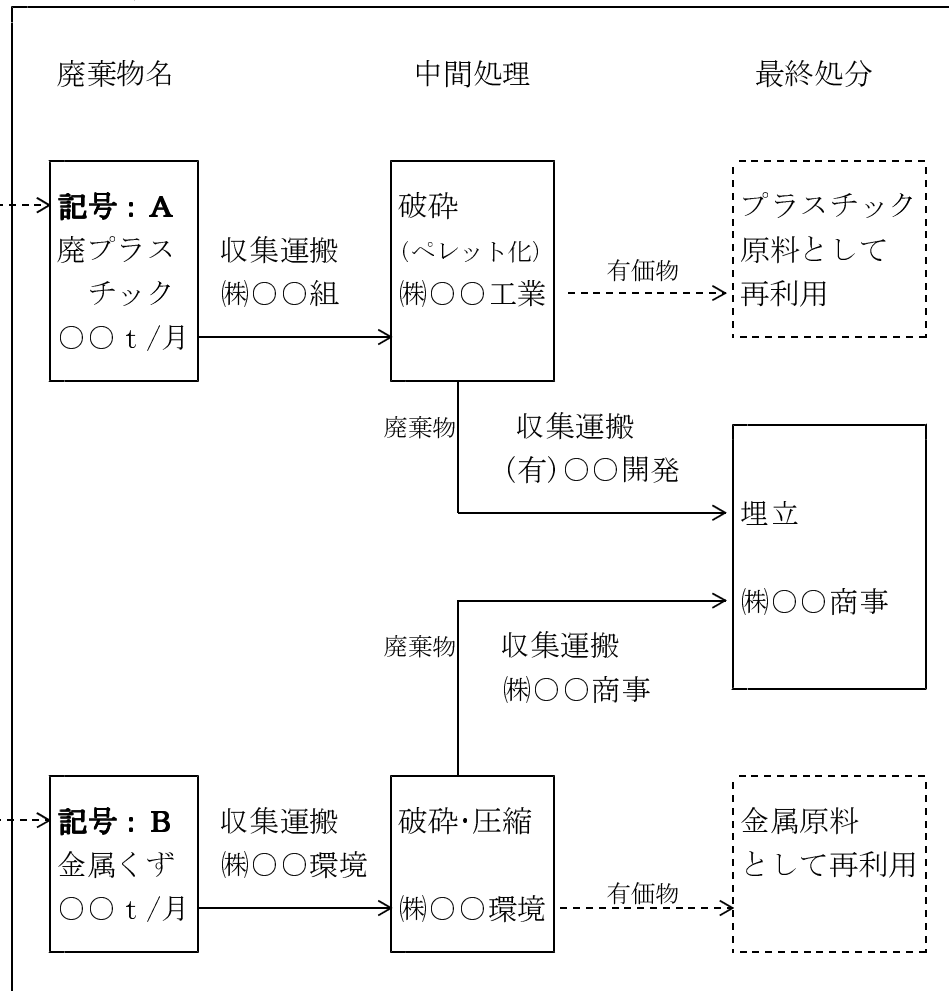 廃棄物名
中間処理
最終処分
記号：A
廃プラス
チック
○○ｔ/月
収集運搬
㈱○○組
破砕
(ペレット化)
㈱○○工業
有価物
プラスチック
原料として
再利用
廃棄物
収集運搬
(有)○○開発
埋立
㈱○○商事
廃棄物
収集運搬
㈱○○商事
記号：B
金属くず
○○ｔ/月
収集運搬
㈱○○環境
破砕･圧縮
㈱○○環境
有価物
金属原料
として再利用